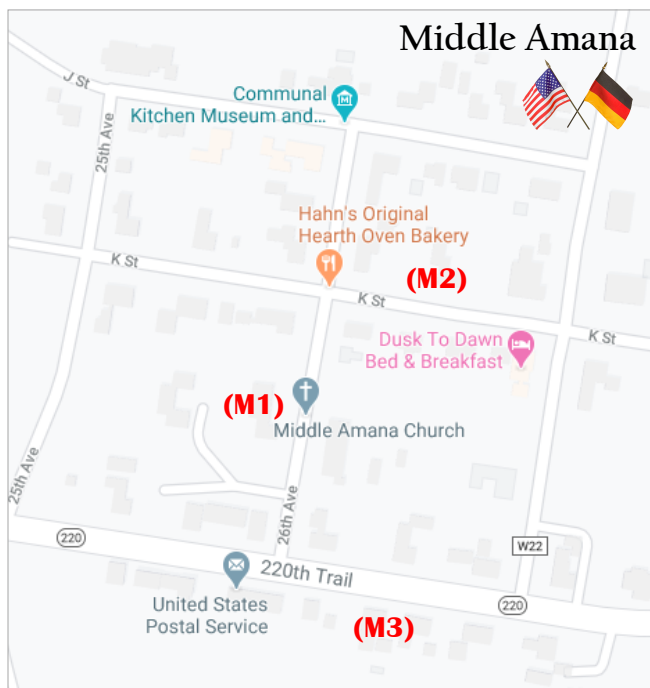 Middle Amana
J St
25th Ave
Communal
Kitchen Museum and...
Hahn's Original
Hearth Oven Bakery
K St
(M2)
K St
K St
Dusk To Dawn
Bed & Breakfast
(M1)
Middle Amana Church
25th Ave
26th Ave
220
W22
220th Trail
220
United States
Postal Service
(M3)